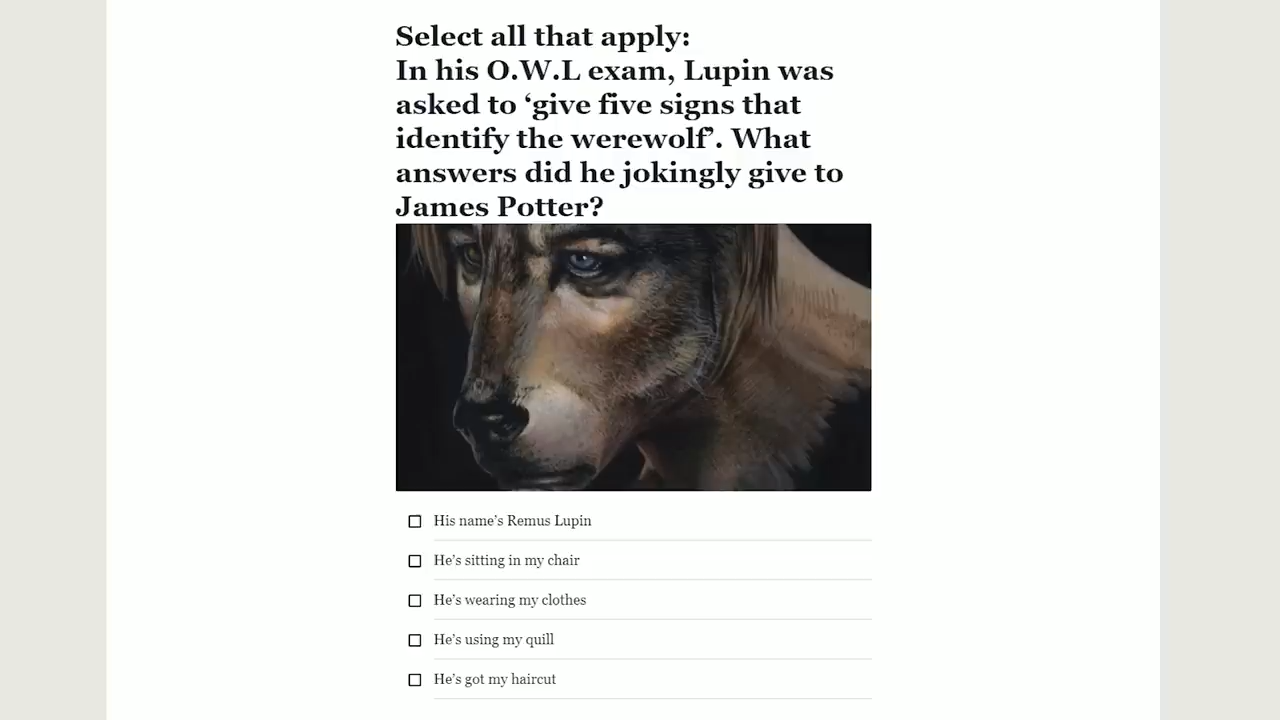 Select all that apply:
In his O.W.L exam, Lupin was
asked to ‘give five signs that
identify the werewolf’. What
answers did he jokingly give to
James Potter?
His name’s Remus Lupin
He’s sitting in my chair
He’s wearing my clothes
He’s using my quill
He’s got my haircut